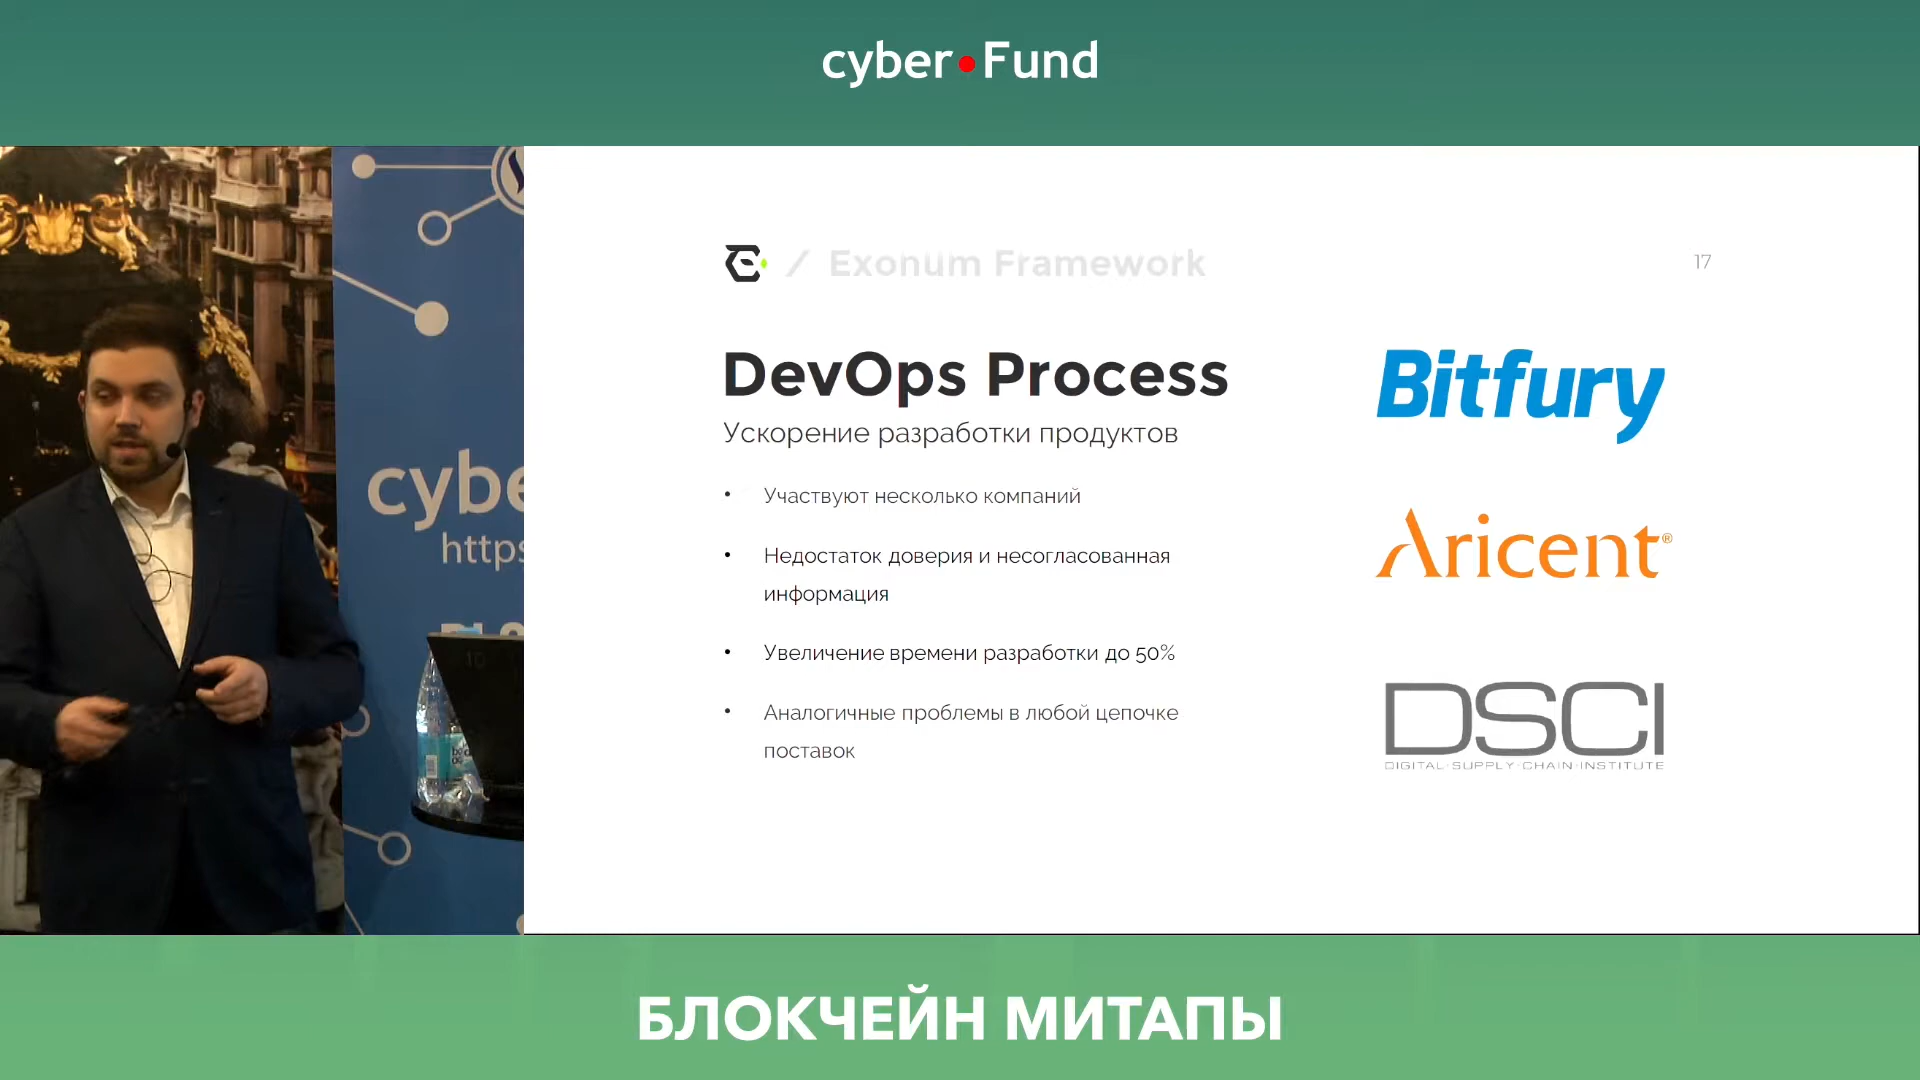 cyber•Fund
cybe
https
/ Exonum Framework
17
DevOps Process
Ускорение разработки продуктов
• Участвуют несколько компаний
• Недостаток доверия и несогласованная
информация
• Увеличение времени разработки до 50%
• Аналогичные проблемы в любой цепочке
поставок
Bitfury
Aricent®
DSCI
DIGITAL·SUPPLY·CHAIN·INSTITUTE
БЛОКЧЕЙН МИТАПЫ